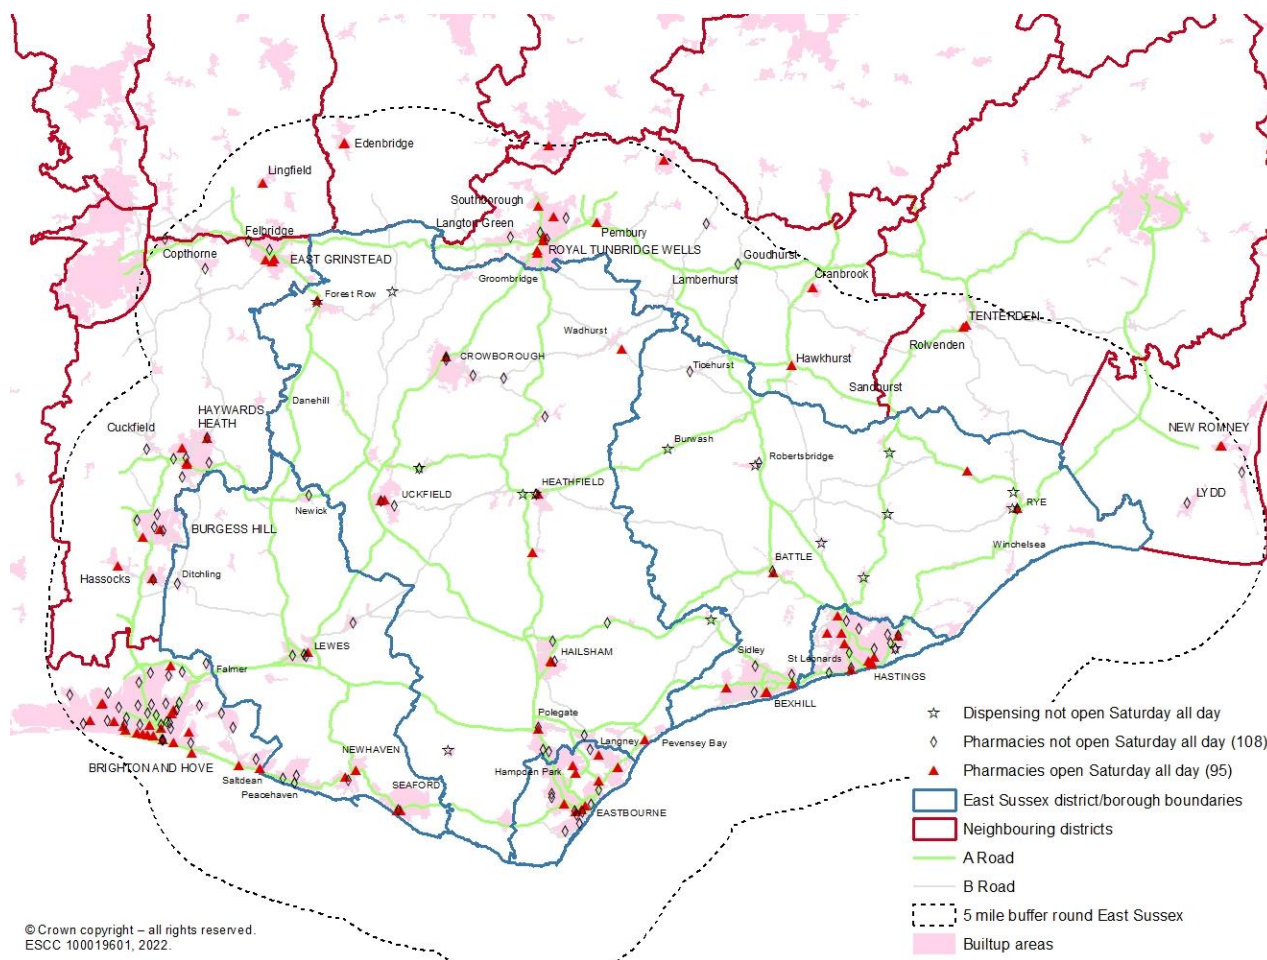 Edenbridge
Lingfield
Southborough
Langton Green
Pembury
Felbridge
Copthorne
EAST GRINSTEAD
ROYAL TUNBRIDGE WELLS
Goudhurst
Groombridge
Lamberhurst
Cranbrook
Forest Row
TENTERDEN
Wadhurst
Rolvenden
CROWBOROUGH
Ticehurst
Hawkhurst
Sandhurst
Danehill
HAYWARDS
HEATH
Cuckfield
NEW ROMNEY
Burwash
Robertsbridge
HEATHFIELD
UCKFIELD
LYDD
Newick
RYE
BURGESS HILL
Winchelsea
BATTLE
Hassocks
Ditchling
LEWES
HAILSHAM
Sidley
St Leonards
Falmer
HASTINGS
BEXHILL
Polegate
Langney
Pevensey Bay
NEWHAVEN
BRIGHTON AND HOVE
Hampden Park
Saltdean
SEAFORD
Peacehaven
EASTBOURNE
Dispensing not open Saturday all day
Pharmacies not open Saturday all day (108)
Pharmacies open Saturday all day (95)
East Sussex district/borough boundaries
Neighbouring districts
A Road
B Road
5 mile buffer round East Sussex
Builtup areas
© Crown copyright – all rights reserved.
ESCC 100019601, 2022.